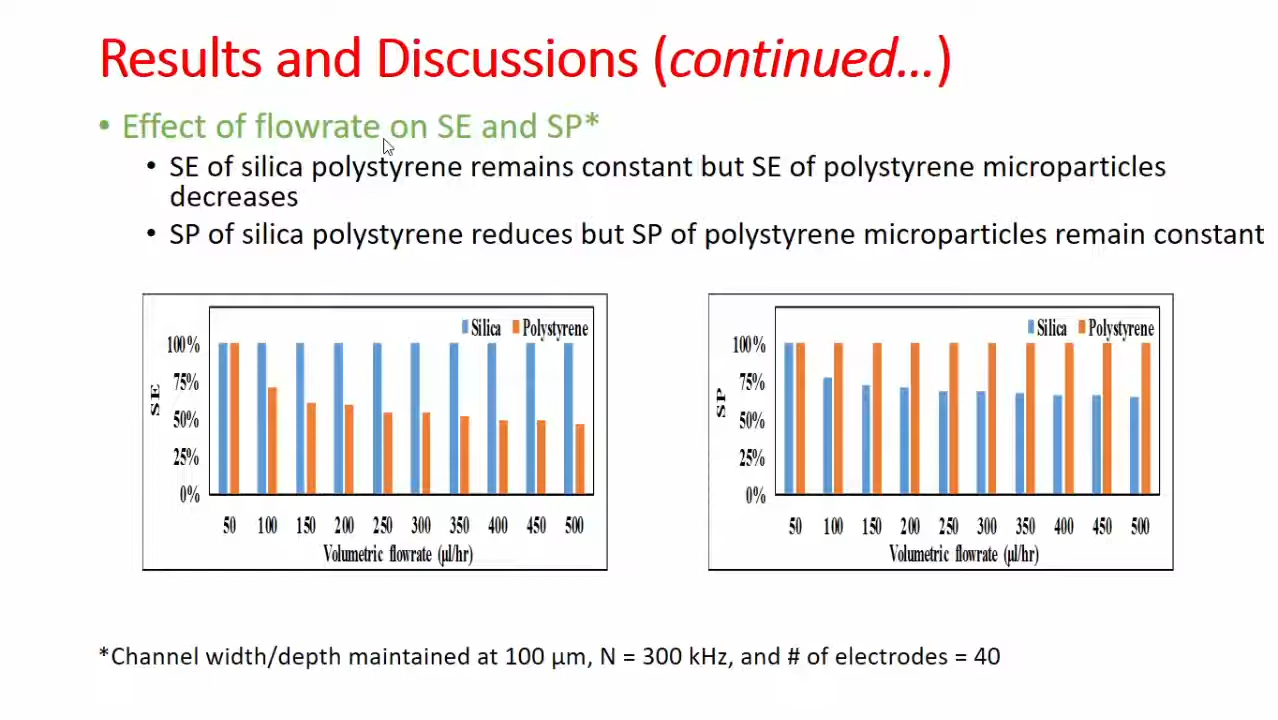 Results and Discussions (continued...)
• Effect of flowrate on SE and SP*
• SE of silica polystyrene remains constant but SE of polystyrene microparticles
decreases
• SP of silica polystyrene reduces but SP of polystyrene microparticles remain constant
Silica Polystyrene
100%
75%
50%
25%
0%
SE
50 100 150 200 250 300 350 400 450 500
Volumetric flowrate (µl/hr)
Silica Polystyrene
100%
75%
50%
25%
0%
SP
50 100 150 200 250 300 350 400 450 500
Volumetric flowrate (µl/hr)
*Channel width/depth maintained at 100 µm, N = 300 kHz, and # of electrodes = 40